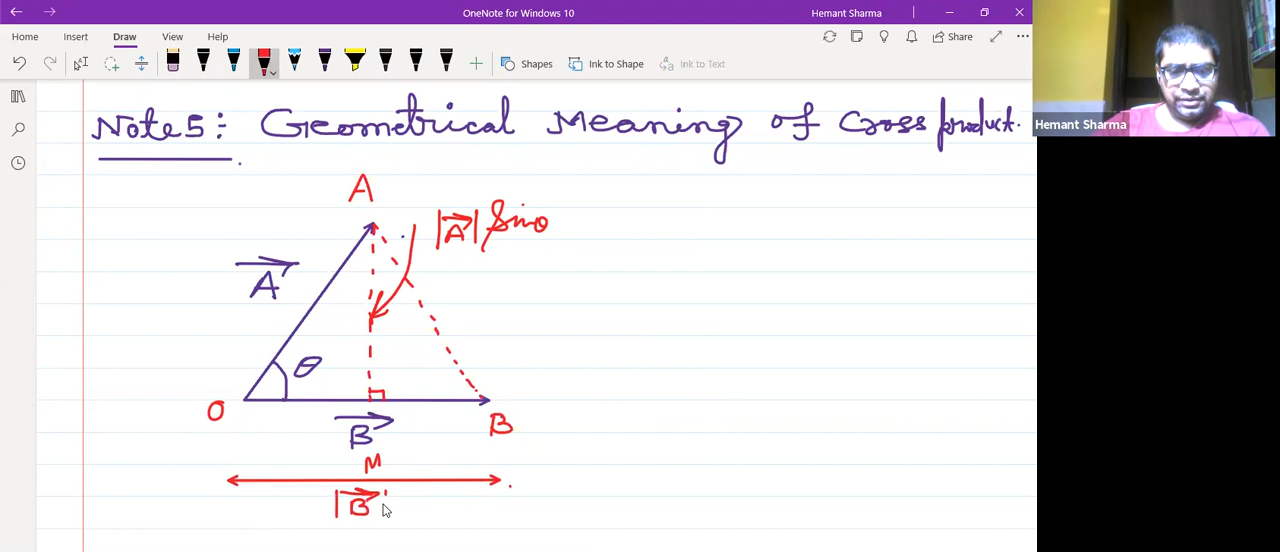 OneNote for Windows 10
Hemant Sharma
Home
Insert
Draw
View
Help
Share
Shapes
Ink to Shape
Ink to Text
Note 5: Geometrical Meaning of Cross product.
Hemant Sharma
A
|A| Sinθ
A
θ
O
B
B
M
|B|